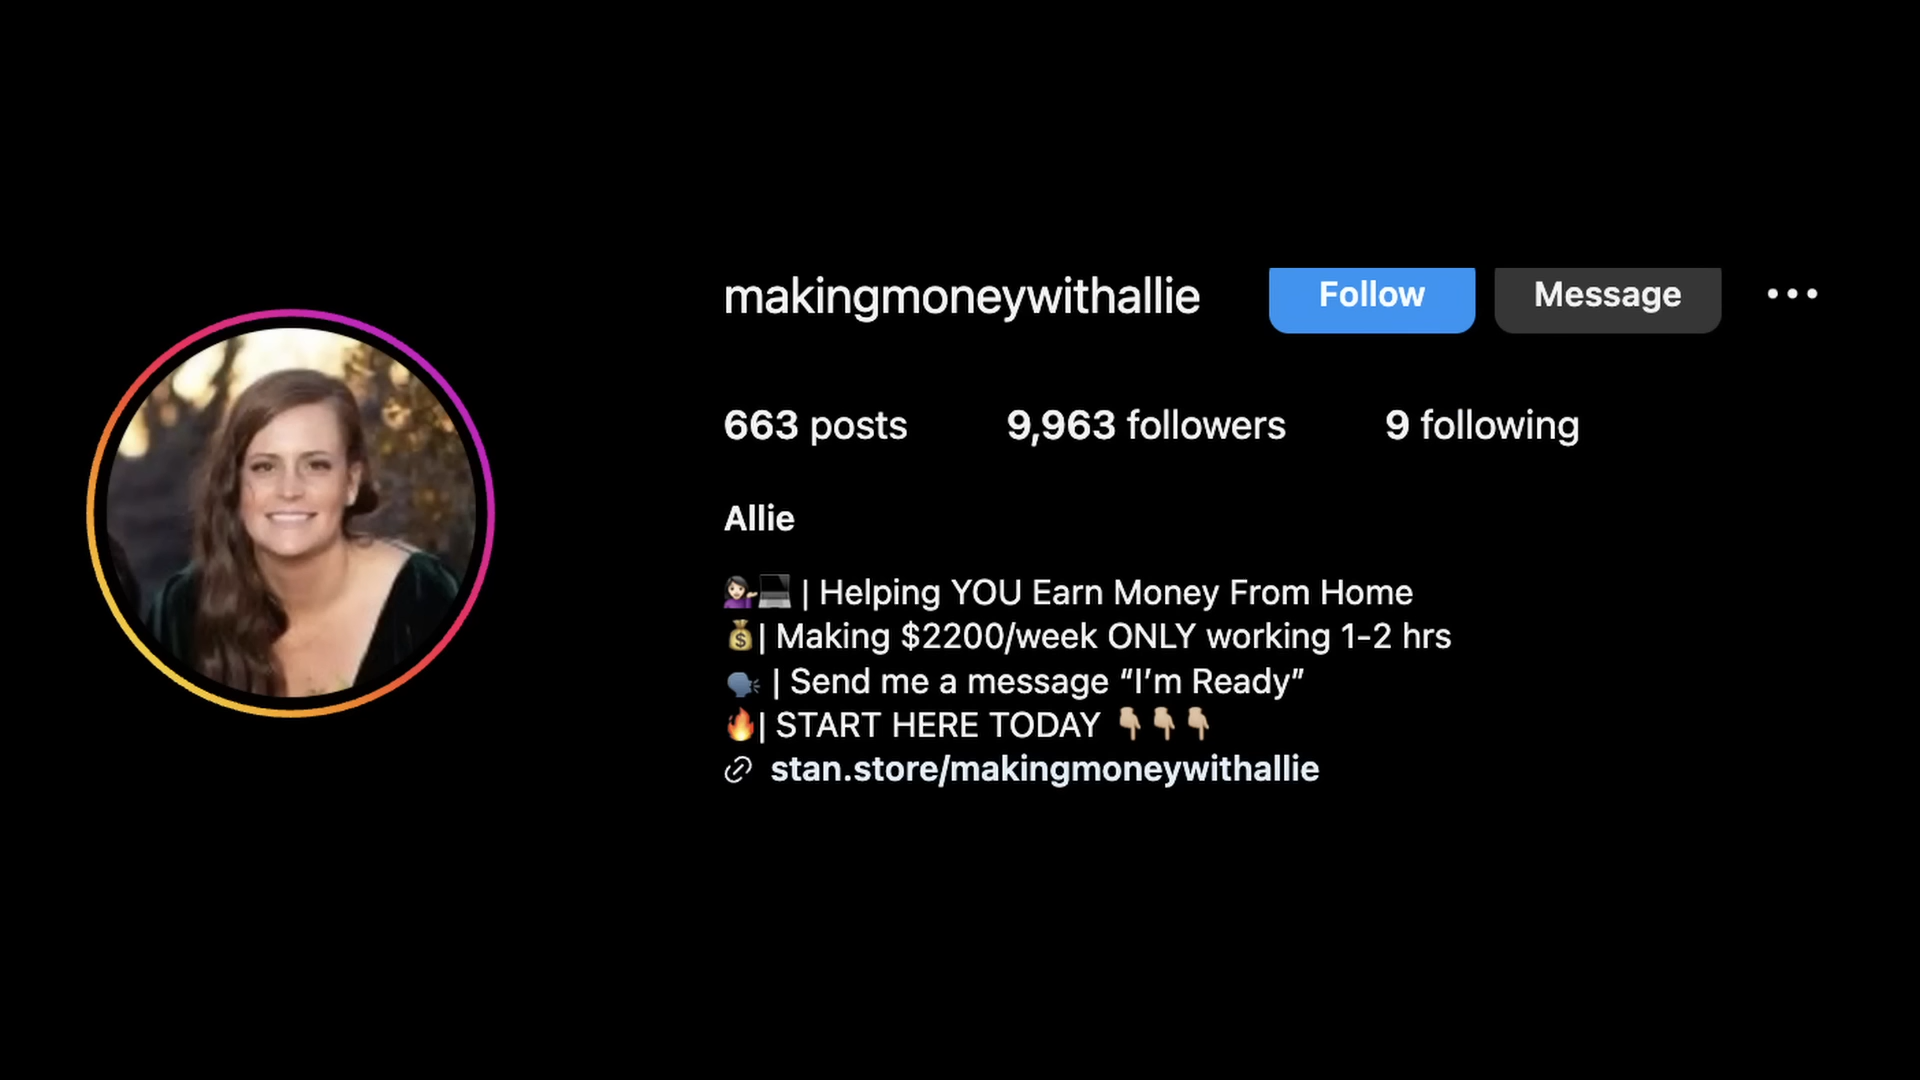 makingmoneywithallie Follow Message
663 posts 9,963 followers 9 following
Allie
| Helping YOU Earn Money From Home
| Making $2200/week ONLY working 1-2 hrs
| Send me a message “I’m Ready”
| START HERE TODAY
stan.store/makingmoneywithallie